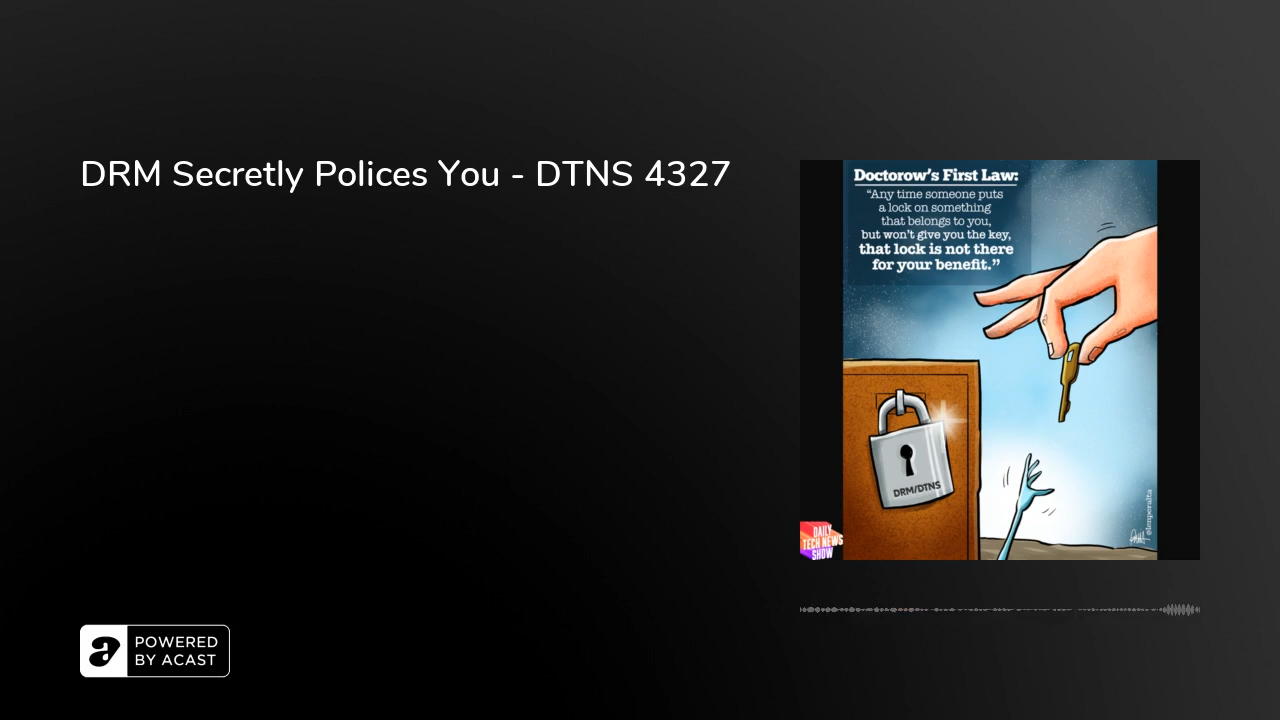 DRM Secretly Polices You - DTNS 4327
Doctorow's First Law:
“Any time someone puts
a lock on something
that belongs to you,
but won't give you the key,
that lock is not there
for your benefit.”
DRM/DTNS
@lenperalta
DAILY
TECH NEWS
SHOW
POWERED
BY ACAST